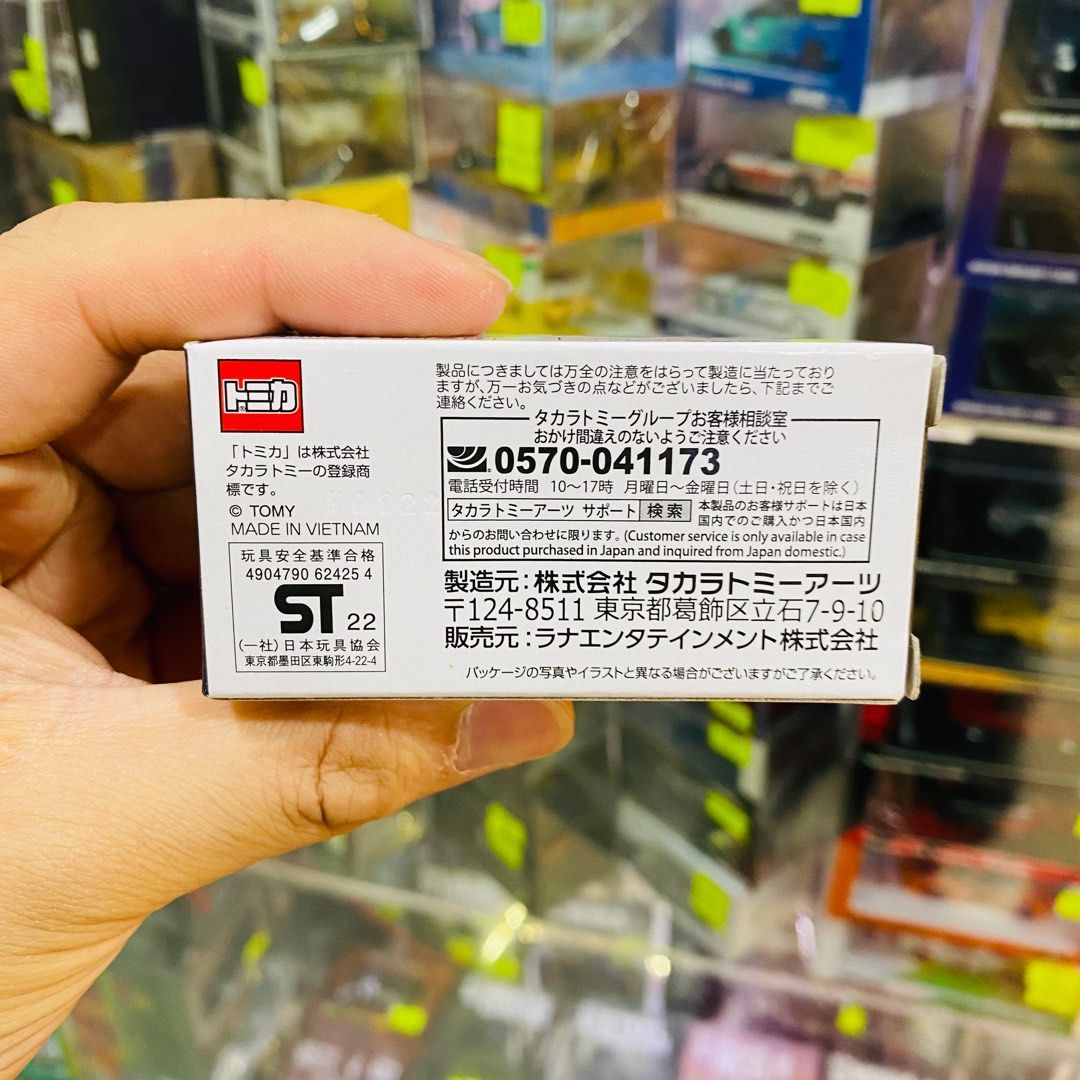 トミカ
®
「トミカ」は株式会社
タカラトミーの登録商
標です。
© TOMY
MADE IN VIETNAM
玩具安全基準合格
4904790 62425 4
ST 22
(一社)日本玩具協会
東京都墨田区東駒形4-22-4
製品につきましては万全の注意をはらって製造に当たっており
ますが、万一お気づきの点などがございましたら、下記までご
連絡ください。
タカラトミーグループお客様相談室
おかけ間違えのないようご注意ください
0570-041173
電話受付時間 10〜17時 月曜日〜金曜日(土日・祝日を除く)
タカラトミーアーツ サポート 検索 本製品のお客様サポートは日本
国内でのご購入かつ日本国内
からのお問い合わせに限ります。(Customer service is only available in case
this product purchased in Japan and inquired from Japan domestic.)
製造元:株式会社 タカラトミーアーツ
〒124-8511 東京都葛飾区立石7-9-10
販売元:ラナエンタテインメント株式会社
パッケージの写真やイラストと異なる場合がございますがご了承ください。